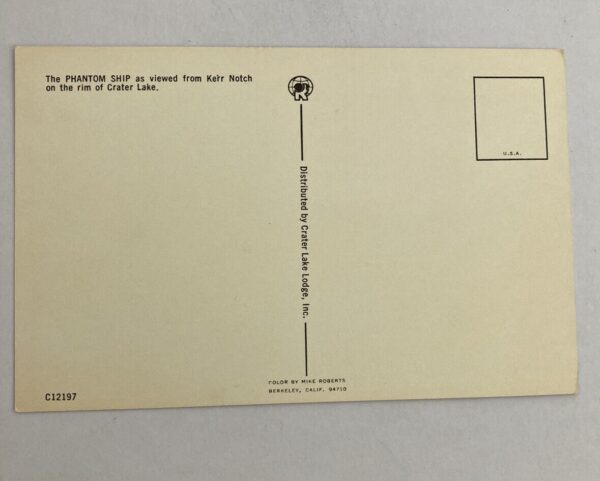 The PHANTOM SHIP as viewed from Kerr Notch
on the rim of Crater Lake.
R
U.S.A.
Distributed by Crater Lake Lodge, Inc.
COLOR BY MIKE ROBERTS
BERKELEY, CALIF. 94710
C12197